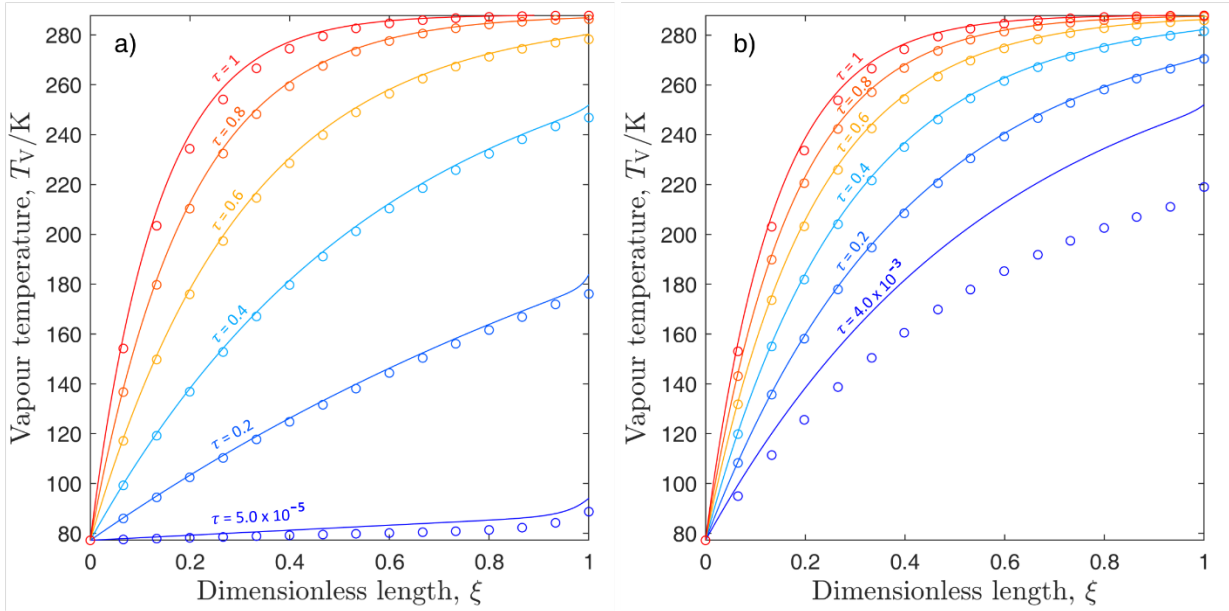 a)
Vapour temperature, T_V/K
280
260
240
220
200
180
160
140
120
100
80
τ = 1
τ = 0.8
τ = 0.6
τ = 0.4
τ = 0.2
τ = 5.0 x 10⁻⁵
0 0.2 0.4 0.6 0.8 1
Dimensionless length, ξ
b)
Vapour temperature, T_V/K
280
260
240
220
200
180
160
140
120
100
80
τ = 1
τ = 0.8
τ = 0.6
τ = 0.4
τ = 0.2
τ = 4.0 x 10⁻³
0 0.2 0.4 0.6 0.8 1
Dimensionless length, ξ